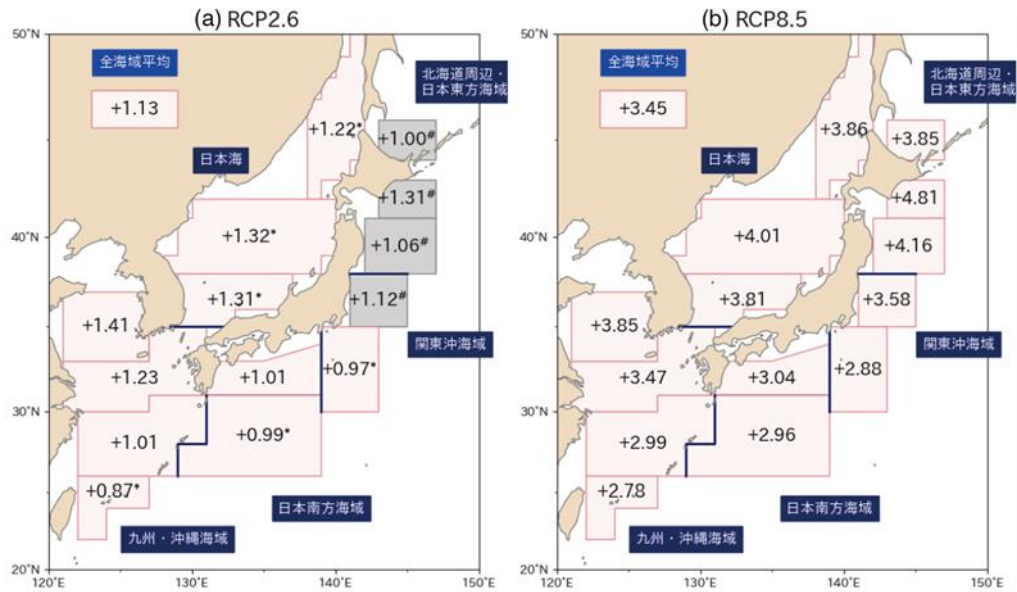 (a) RCP2.6
50°N
40°N
30°N
20°N
120°E
130°E
140°E
150°E
全海域平均
+1.13
北海道周辺・
日本東方海域
日本海
+1.22*
+1.00#
+1.31#
+1.32*
+1.06#
+1.31*
+1.12#
+1.41
関東沖海域
+1.23
+1.01
+0.97*
+1.01
+0.99*
+0.87*
日本南方海域
九州・沖縄海域
(b) RCP8.5
50°N
40°N
30°N
20°N
120°E
130°E
140°E
150°E
全海域平均
+3.45
北海道周辺・
日本東方海域
日本海
+3.86
+3.85
+4.81
+4.01
+4.16
+3.81
+3.58
+3.85
関東沖海域
+3.47
+3.04
+2.88
+2.99
+2.96
+2.78
日本南方海域
九州・沖縄海域